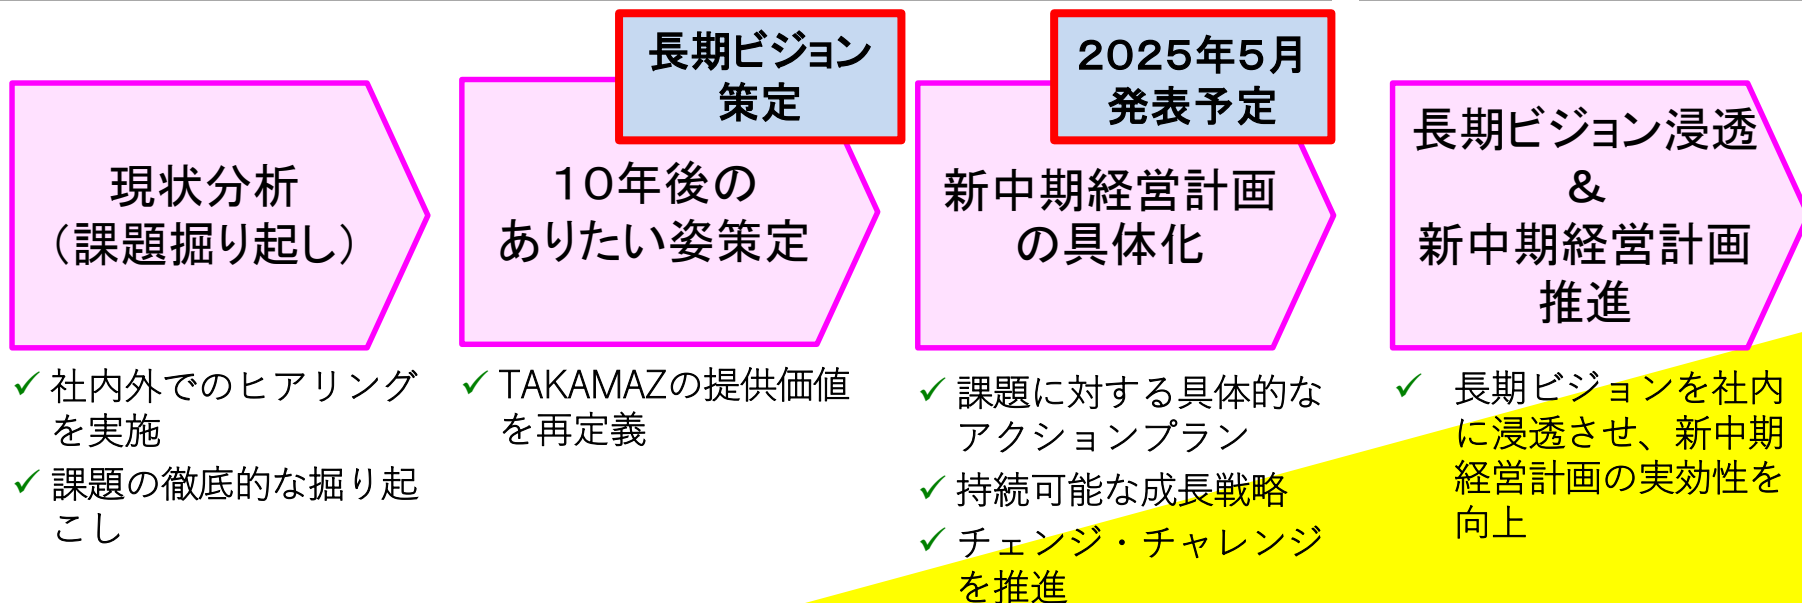 長期ビジョン
策定
2025年5月
発表予定
現状分析
（課題掘り起し）
10年後の
ありたい姿策定
新中期経営計画
の具体化
長期ビジョン浸透
&
新中期経営計画
推進
✓ 社内外でのヒアリング
を実施
✓ 課題の徹底的な掘り起
こし
✓ TAKAMAZの提供価値
を再定義
✓ 課題に対する具体的な
アクションプラン
✓ 持続可能な成長戦略
✓ チェンジ・チャレンジ
を推進
✓ 長期ビジョンを社内
に浸透させ、新中期
経営計画の実効性を
向上